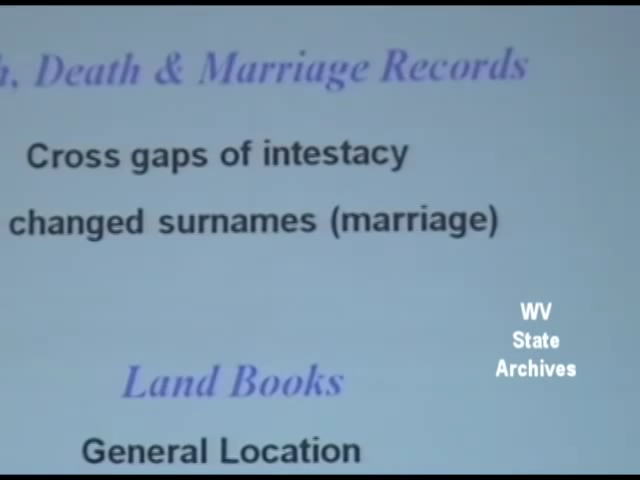 h, Death & Marriage Records
Cross gaps of intestacy
changed surnames (marriage)
WV
State
Archives
Land Books
General Location